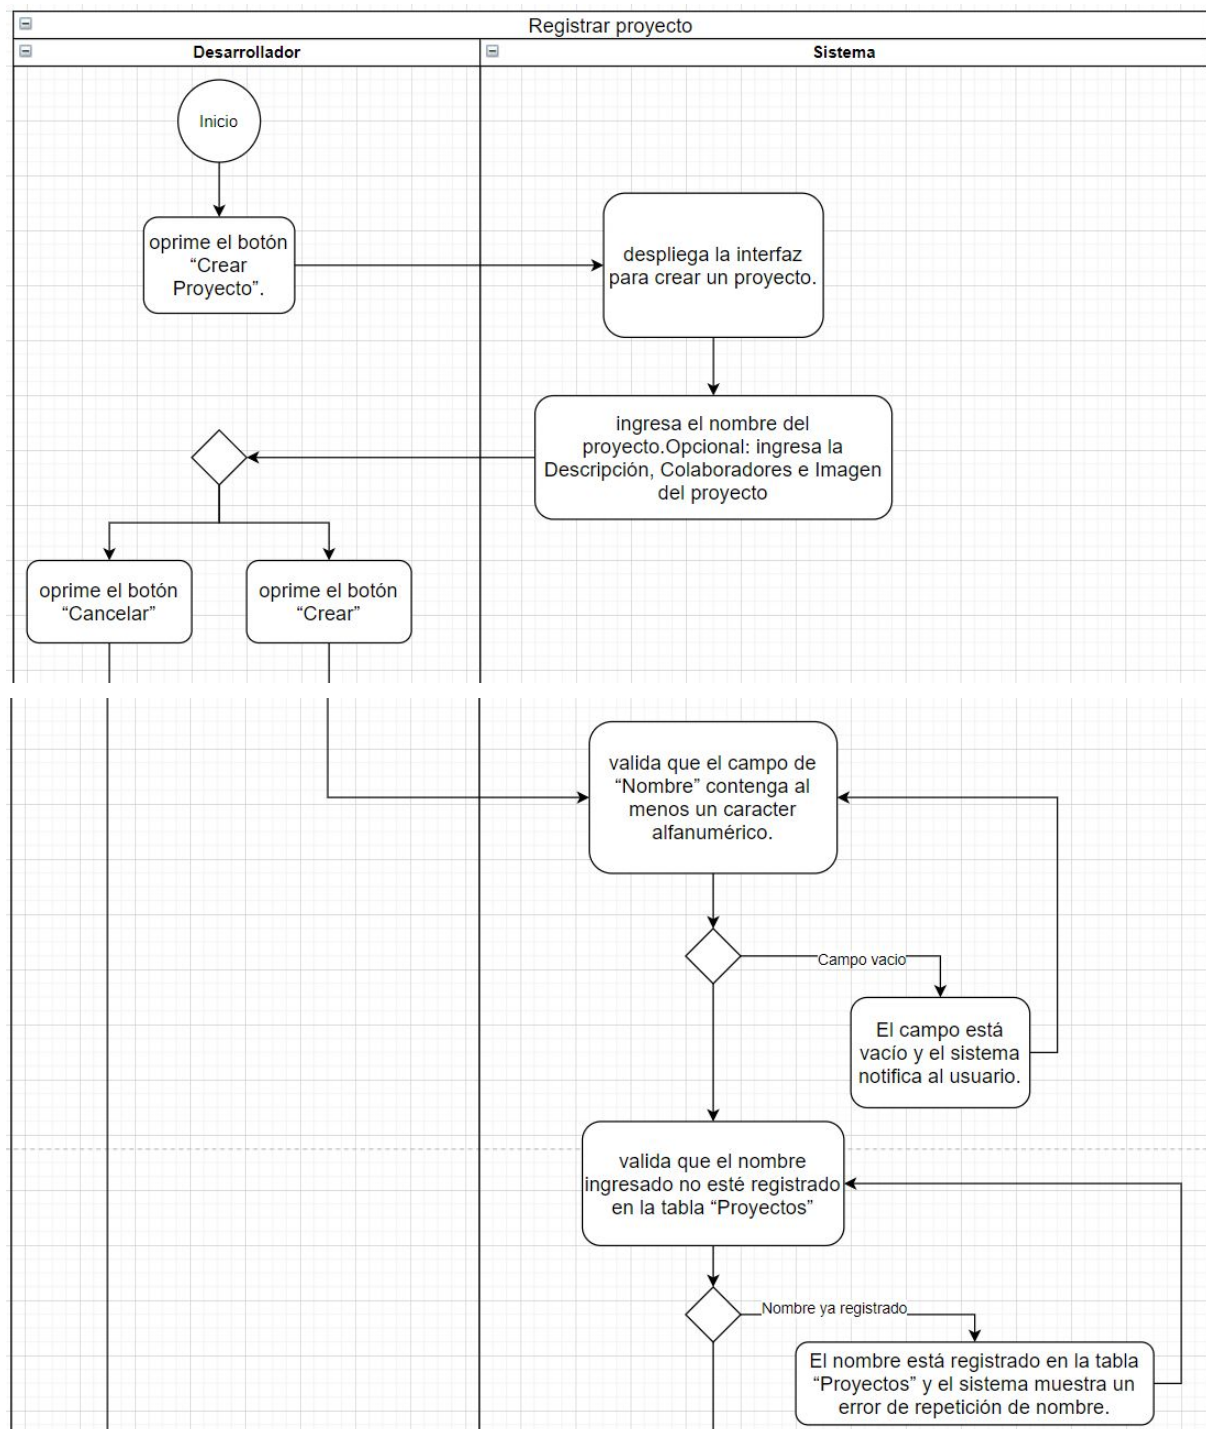 Registrar proyecto
Desarrollador
Sistema
Inicio
oprime el botón
“Crear
Proyecto”.
despliega la interfaz
para crear un proyecto.
ingresa el nombre del
proyecto.Opcional: ingresa la
Descripción, Colaboradores e Imagen
del proyecto
oprime el botón
“Cancelar”
oprime el botón
“Crear”
valida que el campo de
“Nombre” contenga al
menos un caracter
alfanumérico.
Campo vacio
El campo está
vacío y el sistema
notifica al usuario.
valida que el nombre
ingresado no esté registrado
en la tabla “Proyectos”
Nombre ya registrado
El nombre está registrado en la tabla
“Proyectos” y el sistema muestra un
error de repetición de nombre.